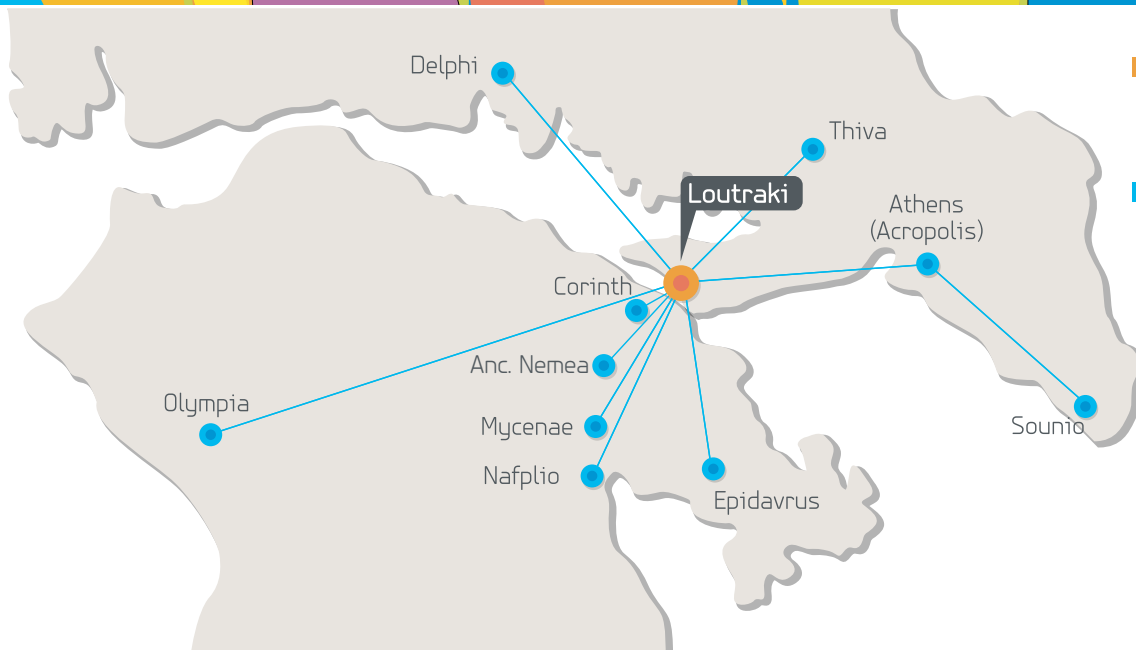 Delphi
Thiva
Loutraki
Athens
(Acropolis)
Corinth
Anc. Nemea
Olympia
Mycenae
Sounio
Nafplio
Epidavrus